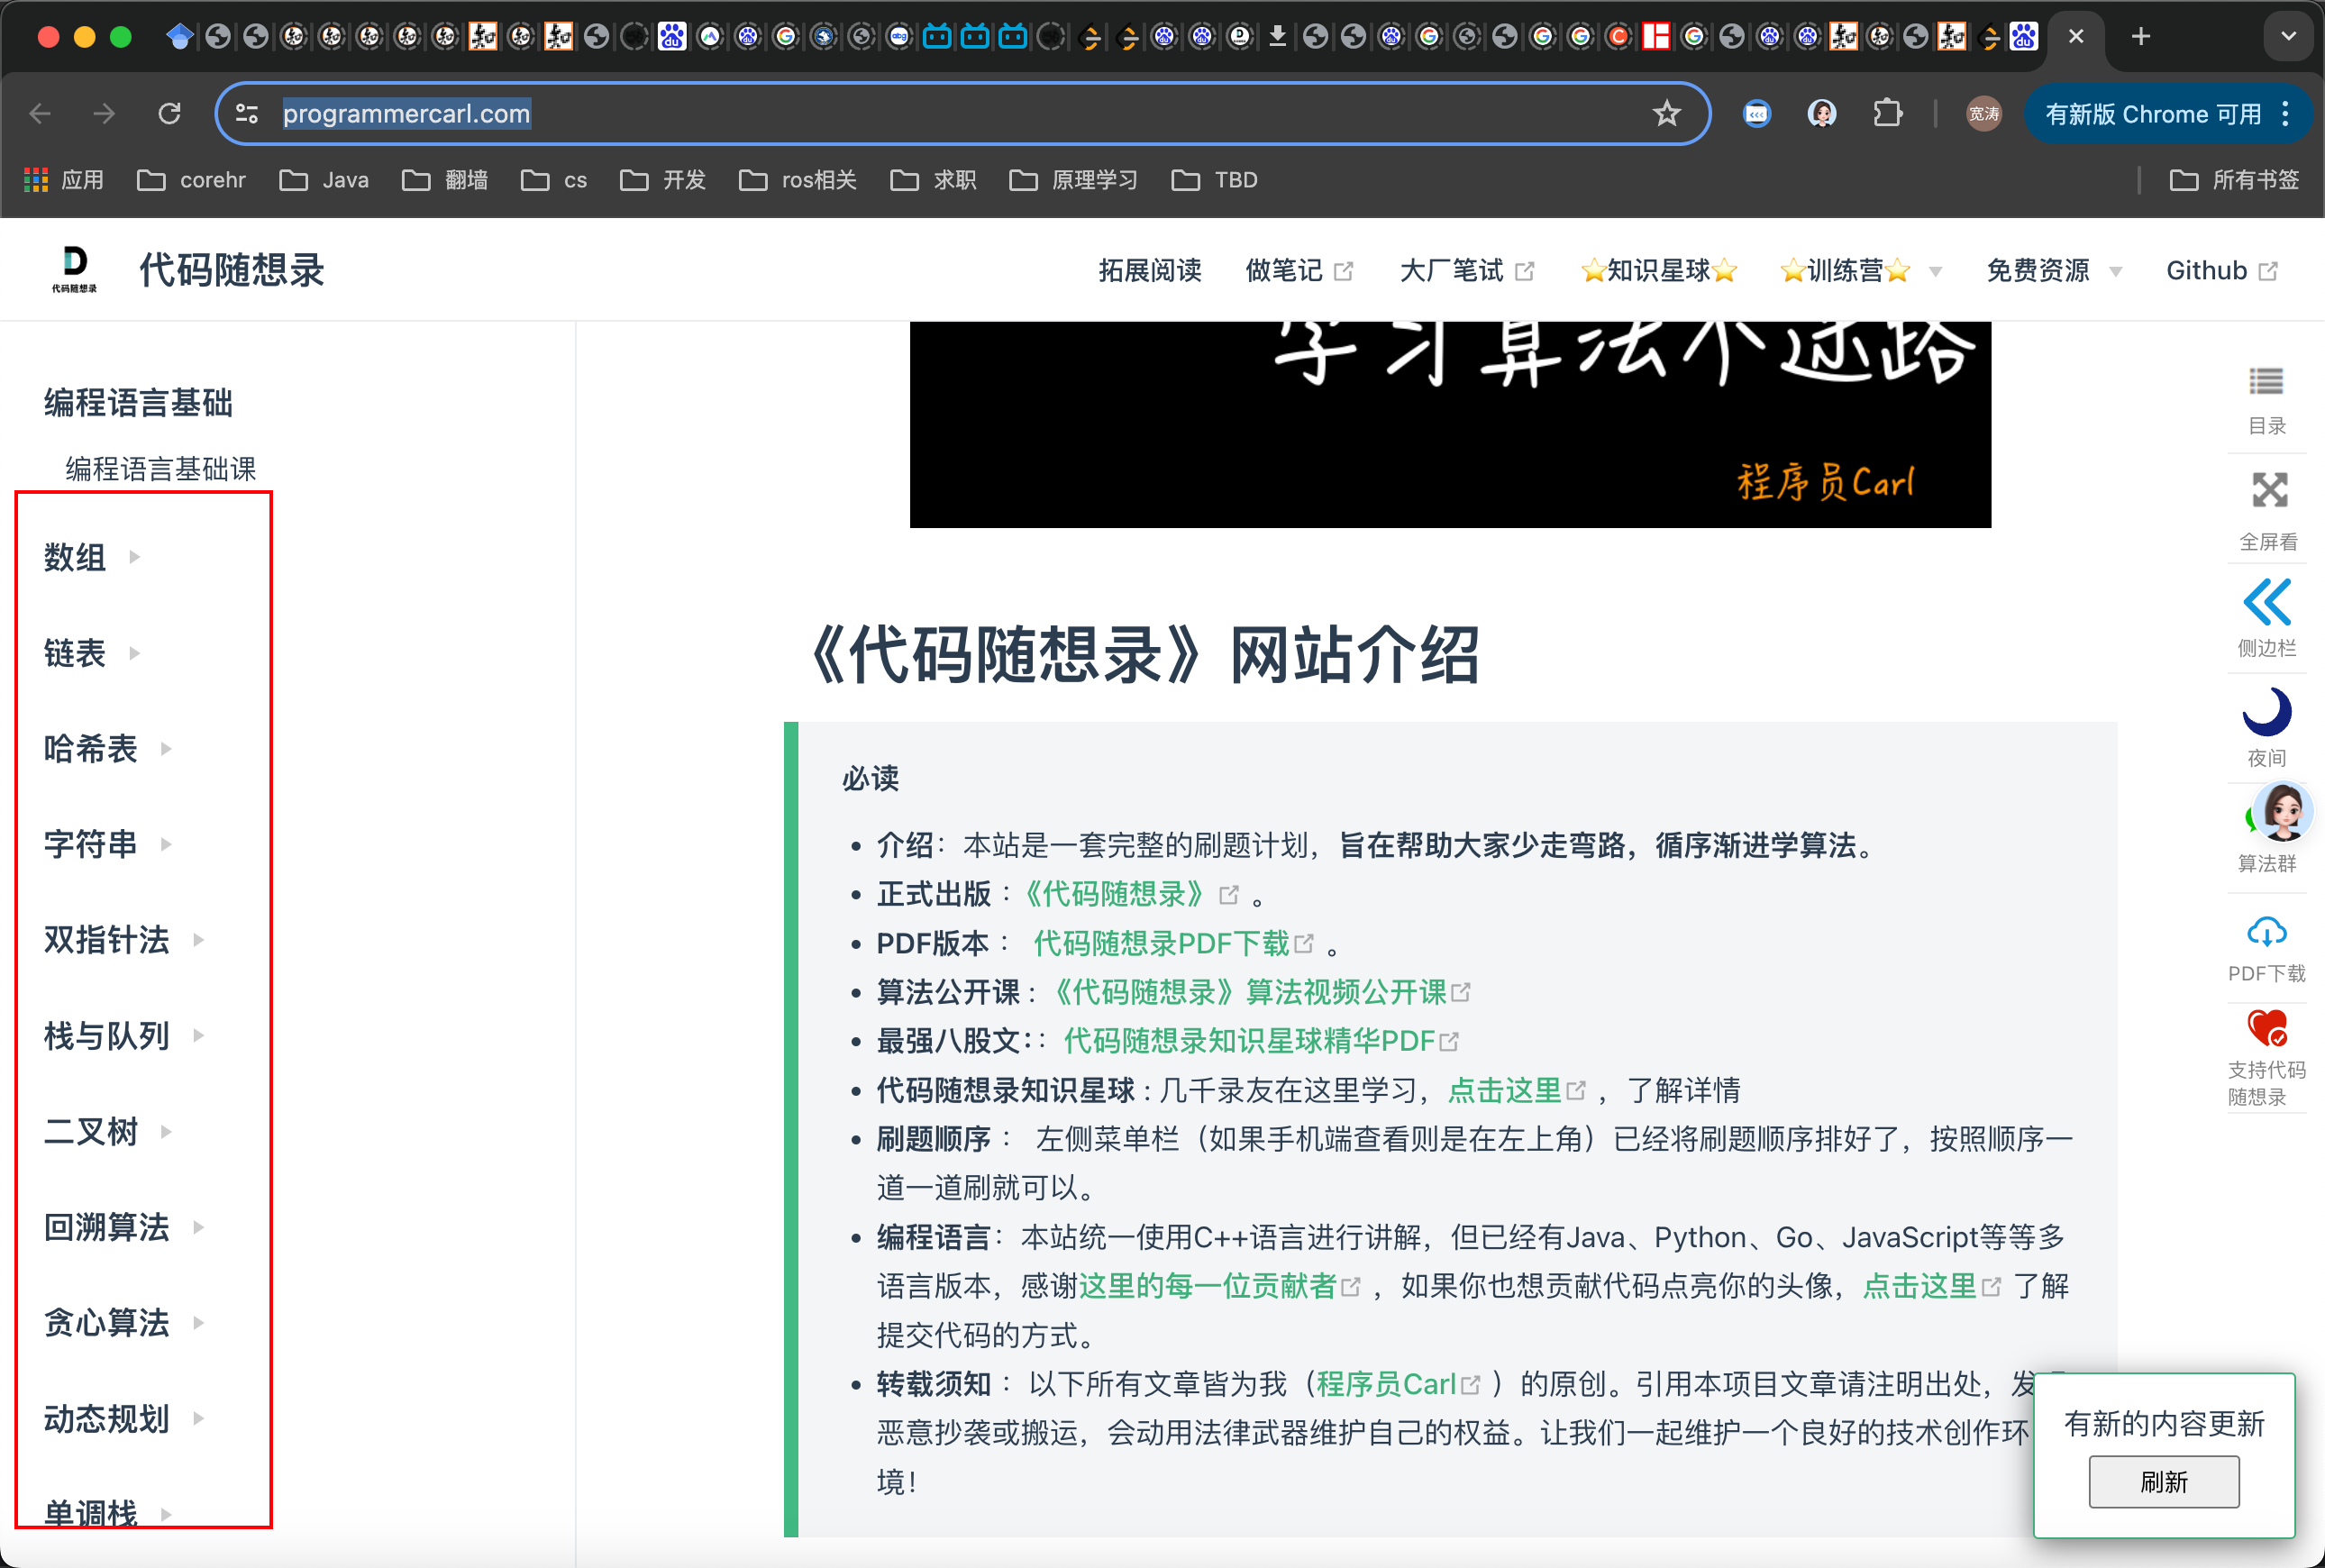 programmercarl.com
宽涛
有新版 Chrome 可用
应用
corehr
Java
翻墙
cs
开发
ros相关
求职
原理学习
TBD
所有书签
代码随想录
代码随想录
拓展阅读
做笔记
大厂笔试
⭐️知识星球⭐️
⭐️训练营⭐️
免费资源
Github
编程语言基础
编程语言基础课
数组
链表
哈希表
字符串
双指针法
栈与队列
二叉树
回溯算法
贪心算法
动态规划
单调栈
学习算法不迷路
程序员Carl
《代码随想录》网站介绍
必读
介绍：本站是一套完整的刷题计划，旨在帮助大家少走弯路，循序渐进学算法。
正式出版：《代码随想录》 。
PDF版本： 代码随想录PDF下载 。
算法公开课：《代码随想录》算法视频公开课
最强八股文:： 代码随想录知识星球精华PDF
代码随想录知识星球：几千录友在这里学习，点击这里 ，了解详情
刷题顺序： 左侧菜单栏（如果手机端查看则是在左上角）已经将刷题顺序排好了，按照顺序一
道一道刷就可以。
编程语言：本站统一使用C++语言进行讲解，但已经有Java、Python、Go、JavaScript等等多
语言版本，感谢这里的每一位贡献者 ，如果你也想贡献代码点亮你的头像，点击这里 了解
提交代码的方式。
转载须知： 以下所有文章皆为我（程序员Carl ）的原创。引用本项目文章请注明出处，发
恶意抄袭或搬运，会动用法律武器维护自己的权益。让我们一起维护一个良好的技术创作环
境！
目录
全屏看
侧边栏
夜间
算法群
PDF下载
支持代码
随想录
有新的内容更新
刷新